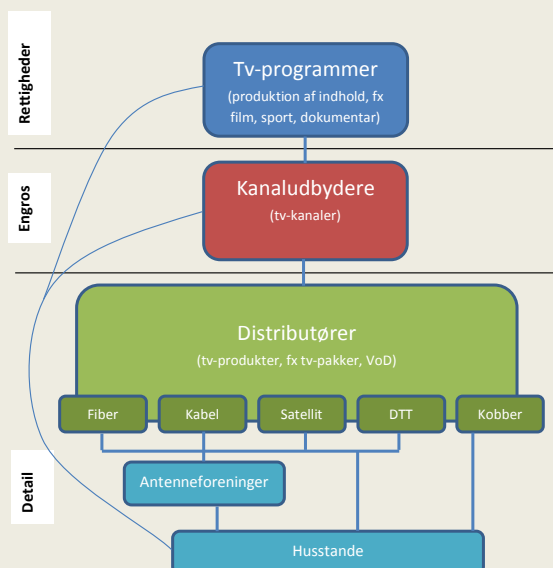 Rettigheder
Tv-programmer
(produktion af indhold, fx
film, sport, dokumentar)
Engros
Kanaludbydere
(tv-kanaler)
Distributører
(tv-produkter, fx tv-pakker, VoD)
Fiber
Kabel
Satellit
DTT
Kobber
Detail
Antenneforeninger
Husstande